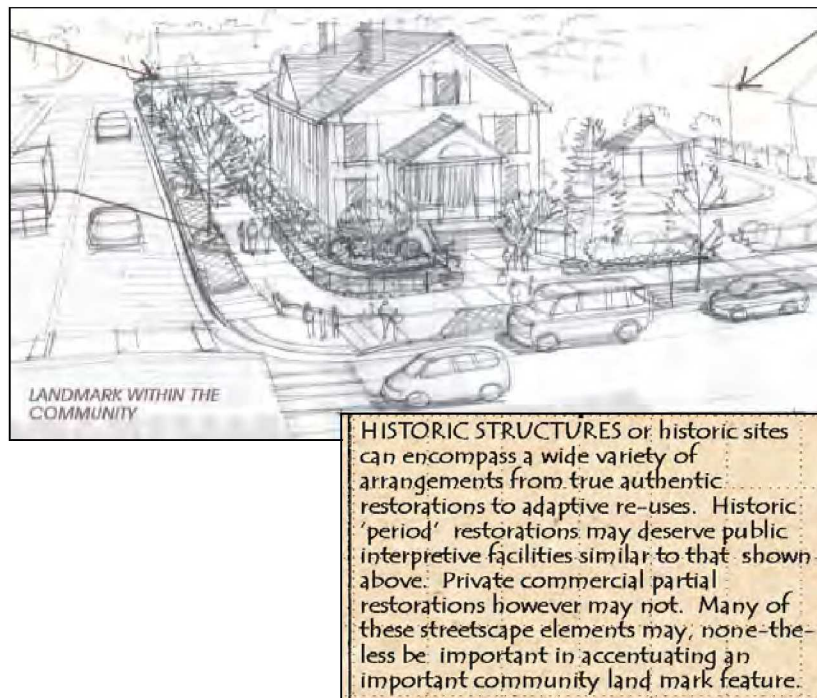 LANDMARK WITHIN THE
COMMUNITY
HISTORIC STRUCTURES or historic sites
can encompass a wide variety of
arrangements from true authentic
restorations to adaptive re-uses. Historic
'period' restorations may deserve public
interpretive facilities similar to that shown
above. Private commercial partial
restorations however may not. Many of
these streetscape elements may, none-the-
less be important in accentuating an
important community land mark feature.